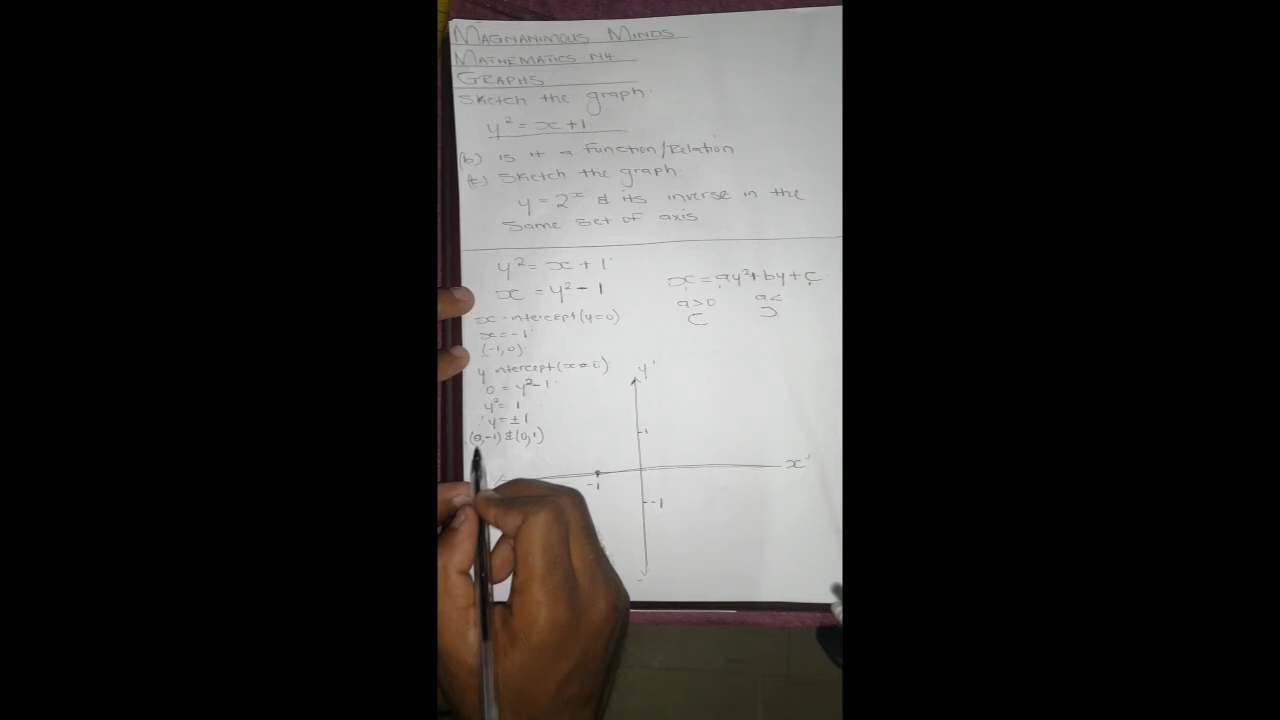 MAGNANIMOUS MINDS
MATHEMATICS N4
GRAPHS
Sketch the graph.
y² = x + 1
(b) is it a Function/Relation
(c) Sketch the graph
y = 2ˣ & its inverse in the
Same set of axis
y² = x + 1
x = y² - 1
x-ntercept (y=0)
x = -1
(-1, 0)
y ntercept (x=0)
0 = y² - 1
y² = 1
∴ y = ±1
(0,-1) & (0,1)
x = ay² + by + c
a>0 a<
⊂ ⊃
y
1
x
-1
-1